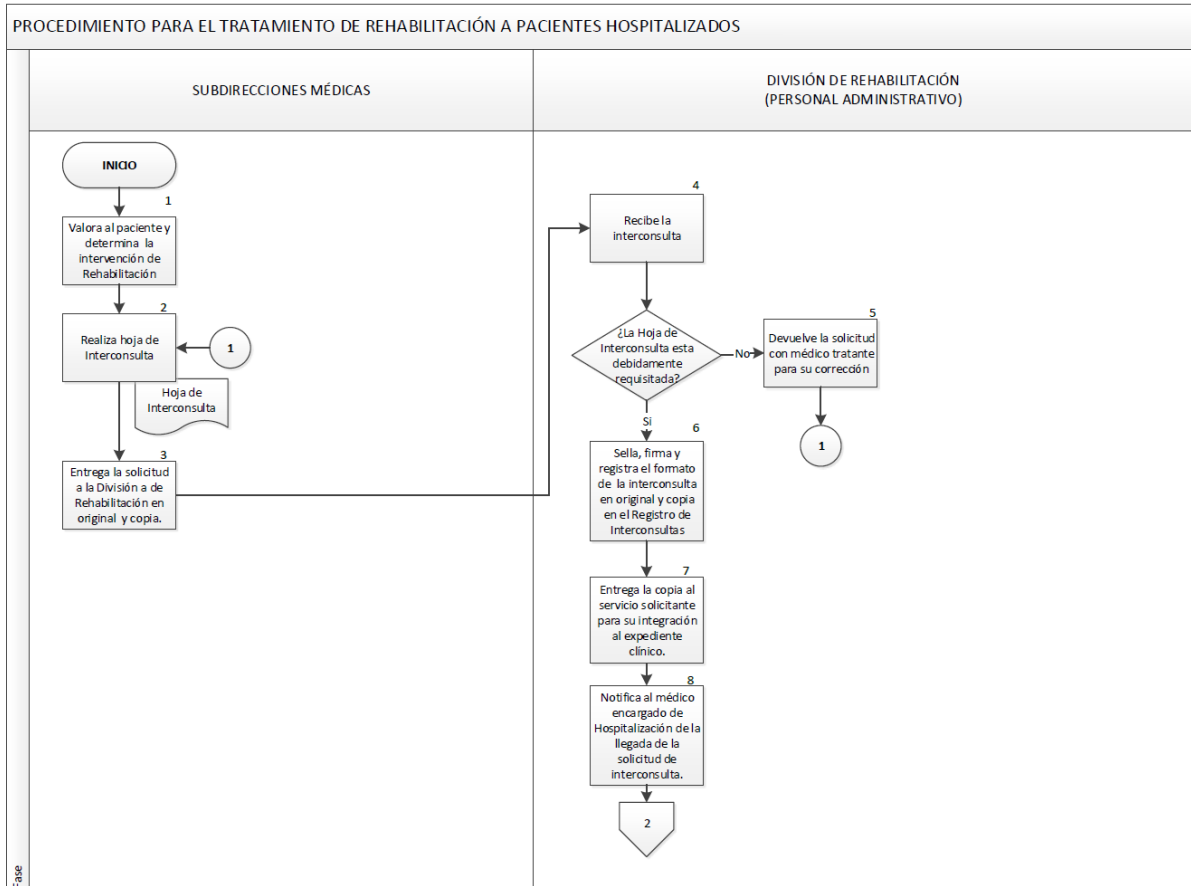 PROCEDIMIENTO PARA EL TRATAMIENTO DE REHABILITACIÓN A PACIENTES HOSPITALIZADOS
SUBDIRECCIONES MÉDICAS
DIVISIÓN DE REHABILITACIÓN
(PERSONAL ADMINISTRATIVO)
INICIO
1
Valora al paciente y
determina la
intervención de
Rehabilitación
2
Realiza hoja de
Interconsulta
1
Hoja de
Interconsulta
3
Entrega la solicitud
a la División a de
Rehabilitación en
original y copia.
4
Recibe la
interconsulta
¿La Hoja de
Interconsulta esta
debidamente
requisitada?
No
5
Devuelve la solicitud
con médico tratante
para su corrección
1
Si
6
Sella, firma y
registra el formato
de la interconsulta
en original y copia
en el Registro de
Interconsultas
7
Entrega la copia al
servicio solicitante
para su integración
al expediente
clínico.
8
Notifica al médico
encargado de
Hospitalización de la
llegada de la
solicitud de
interconsulta.
2
Fase